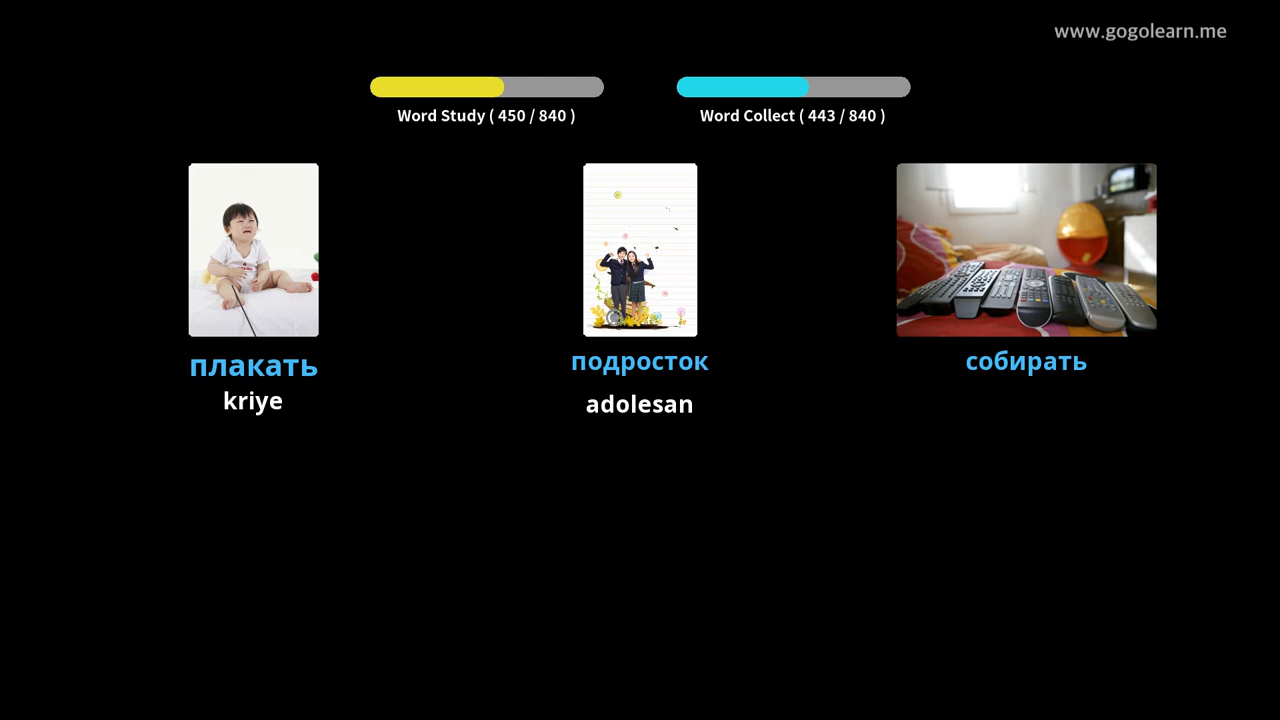 www.gogolearn.me
Word Study ( 450 / 840 )
Word Collect ( 443 / 840 )
плакать
kriye
подросток
adolesan
собирать